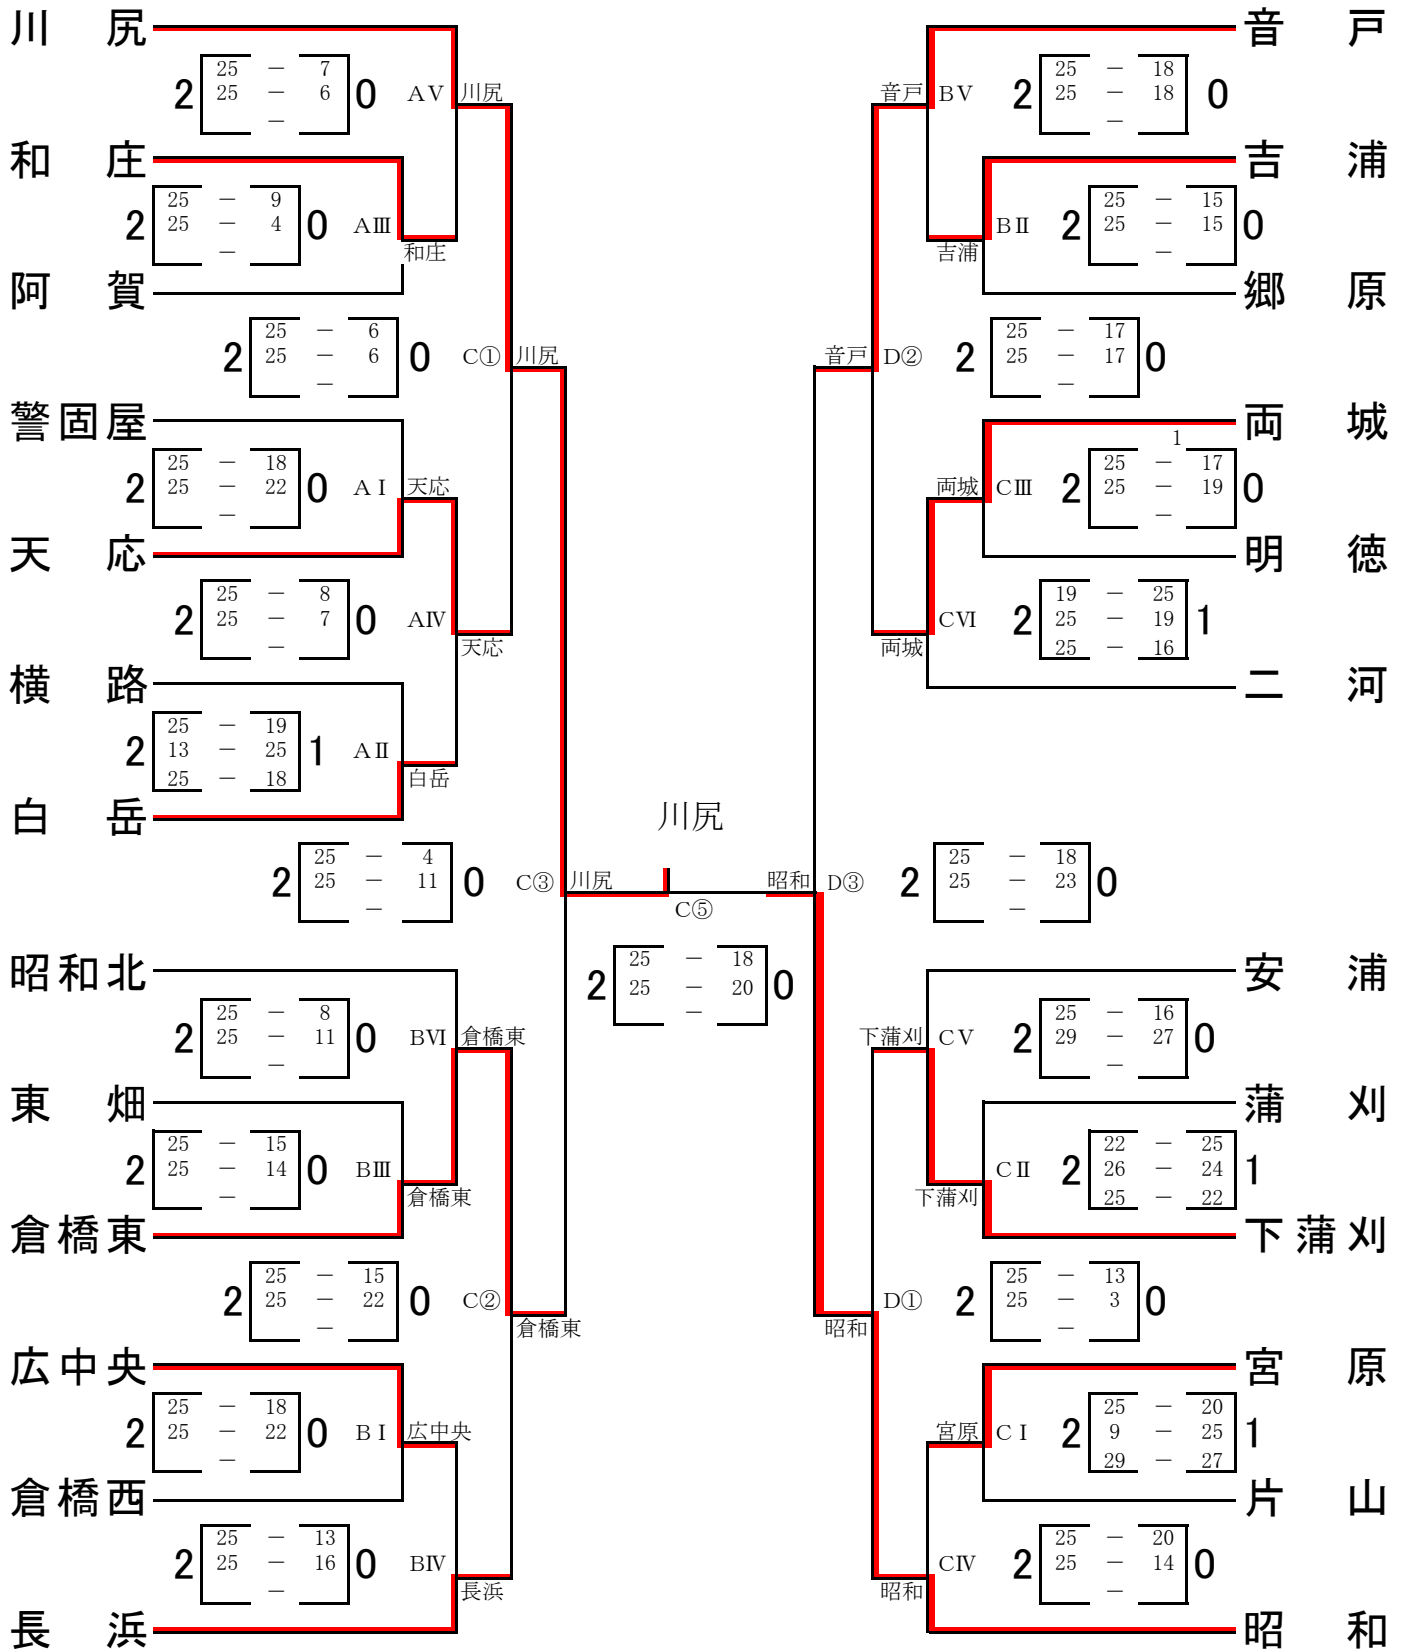 川尻
25 － 7
2 25 － 6 0 AⅤ 川尻
－
和庄
25 － 9
2 25 － 4 0 AⅢ
－ 和庄
阿賀
25 － 6
2 25 － 6 0 C① 川尻
－
警固屋
25 － 18
2 25 － 22 0 AⅠ 天応
－
天応
25 － 8
2 25 － 7 0 AⅣ
－ 天応
横路
25 － 19
2 13 － 25 1 AⅡ
25 － 18 白岳
白岳
25 － 4
2 25 － 11 0 C③ 川尻
－
昭和北
25 － 8
2 25 － 11 0 BⅥ 倉橋東
－
東畑
25 － 15
2 25 － 14 0 BⅢ
－ 倉橋東
倉橋東
25 － 15
2 25 － 22 0 C②
－ 倉橋東
広中央
25 － 18
2 25 － 22 0 BⅠ 広中央
－
倉橋西
25 － 13
2 25 － 16 0 BⅣ
－ 長浜
長浜
川尻
C⑤
25 － 18
2 25 － 20 0
－
音戸
25 － 18
音戸 BⅤ 2 25 － 18 0
－
吉浦
25 － 15
BⅡ 2 25 － 15 0
吉浦 －
郷原
25 － 17
音戸 D② 2 25 － 17 0
－
両城
1
25 － 17
両城 CⅢ 2 25 － 19 0
－
明徳
19 － 25
CⅥ 2 25 － 19 1
両城 25 － 16
二河
25 － 18
昭和 D③ 2 25 － 23 0
－
安浦
25 － 16
下蒲刈 CⅤ 2 29 － 27 0
－
蒲刈
22 － 25
CⅡ 2 26 － 24 1
下蒲刈 25 － 22
下蒲刈
25 － 13
D① 2 25 － 3 0
昭和 －
宮原
25 － 20
宮原 CⅠ 2 9 － 25 1
29 － 27
片山
25 － 20
CⅣ 2 25 － 14 0
昭和 －
昭和